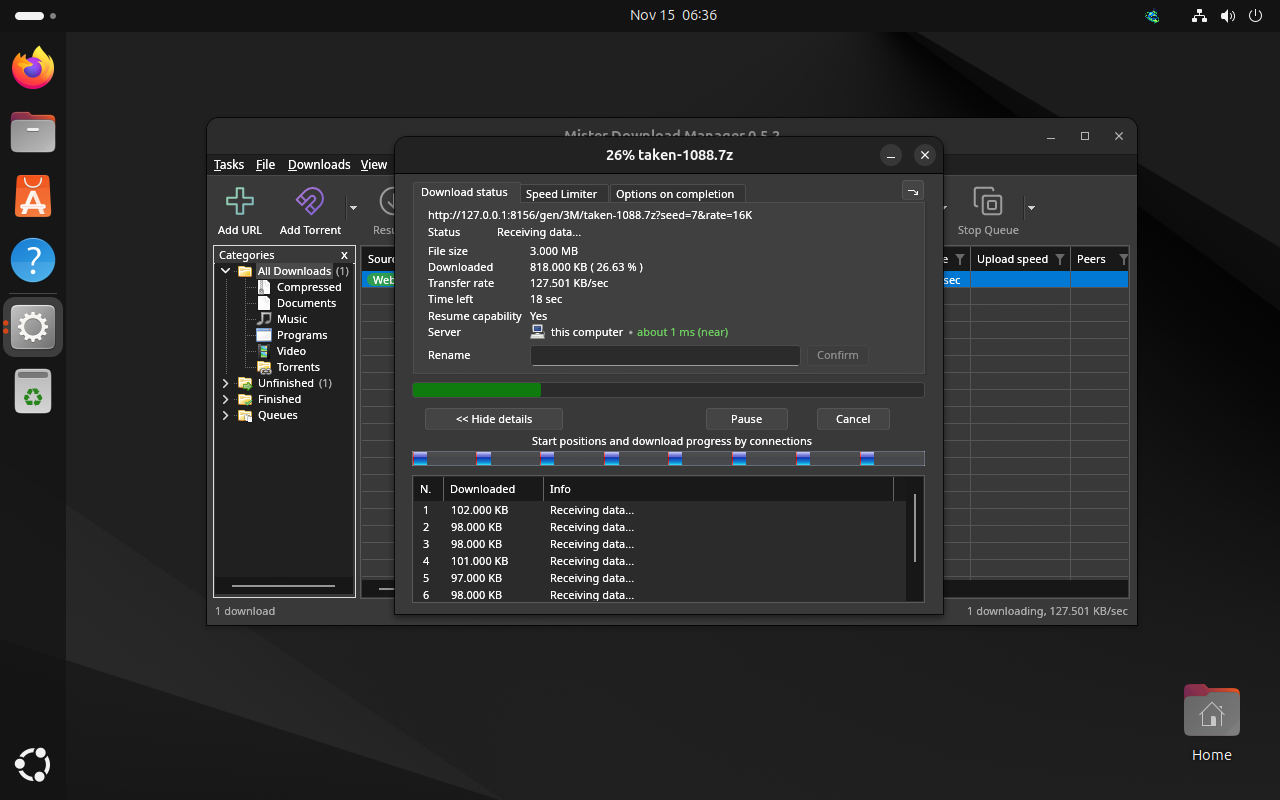 Nov 15 06:36
Mister Download Manager 0.5.2
26% taken-1088.7z
Tasks File Downloads View
Download status Speed Limiter Options on completion
http://127.0.0.1:8156/gen/3M/taken-1088.7z?seed=7&rate=16K
Status Receiving data...
File size 3.000 MB
Downloaded 818.000 KB ( 26.63 % )
Transfer rate 127.501 KB/sec
Time left 18 sec
Resume capability Yes
Server this computer • about 1 ms (near)
Rename Confirm
<< Hide details Pause Cancel
Start positions and download progress by connections
N. Downloaded Info
1 102.000 KB Receiving data...
2 98.000 KB Receiving data...
3 98.000 KB Receiving data...
4 101.000 KB Receiving data...
5 97.000 KB Receiving data...
6 98.000 KB Receiving data...
Add URL Add Torrent Resu Stop Queue
Categories X
All Downloads (1)
Compressed
Documents
Music
Programs
Video
Torrents
Unfinished (1)
Finished
Queues
Sourc e Upload speed Peers
Web sec
1 download 1 downloading, 127.501 KB/sec
Home